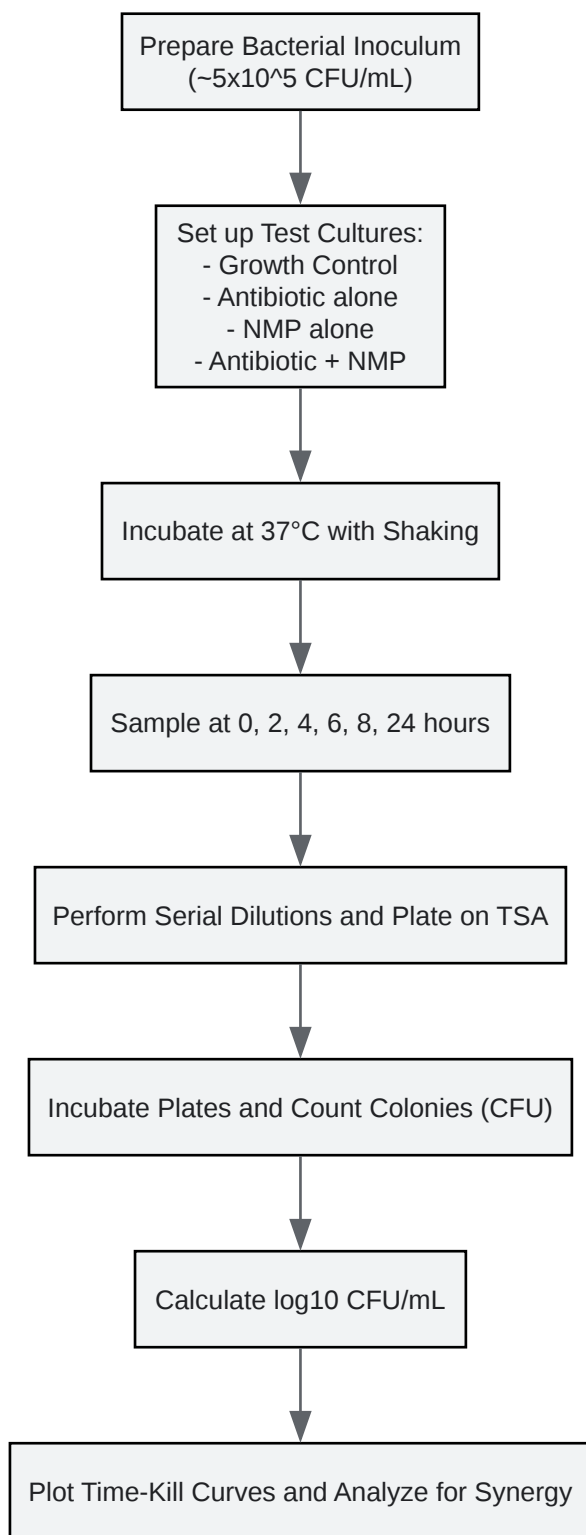 Prepare Bacterial Inoculum
(~5x10^5 CFU/mL)
Set up Test Cultures:
- Growth Control
- Antibiotic alone
- NMP alone
- Antibiotic + NMP
Incubate at 37°C with Shaking
Sample at 0, 2, 4, 6, 8, 24 hours
Perform Serial Dilutions and Plate on TSA
Incubate Plates and Count Colonies (CFU)
Calculate log10 CFU/mL
Plot Time-Kill Curves and Analyze for Synergy